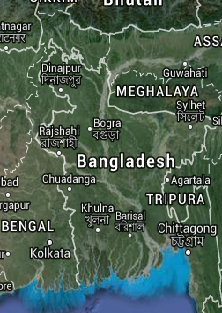 Bhutan
ASSA
natnagar
Dinajpur
দিনাজপুর
Guwahati
MEGHALAYA
Sylhet
সিলেট
Bogra
বগুড়া
Rajshahi
রাজশাহী
Bangladesh
Chuadanga
Agartala
TRIPURA
Khulna
খুলনা
Barisal
বরিশাল
BENGAL
Kolkata
Chittagong
চট্টগ্রাম